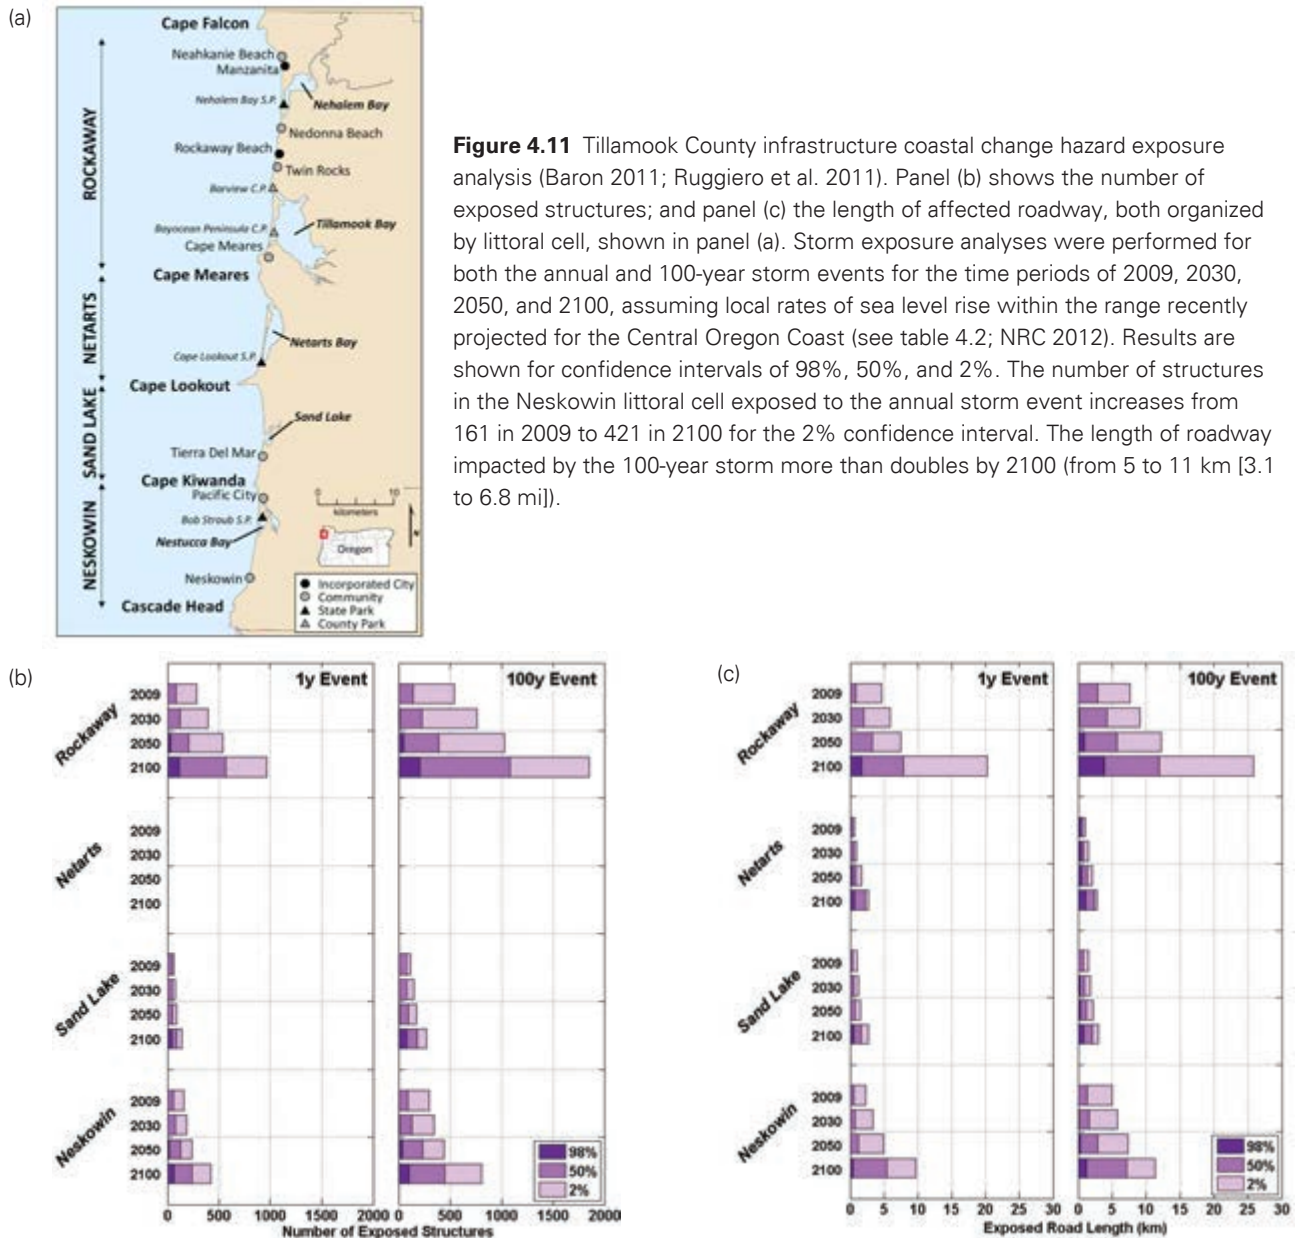 (a)
Cape Falcon
Neahkanie Beach
Manzanita
Nehalem Bay S.P.
Nehalem Bay
Nedonna Beach
Rockaway Beach
Twin Rocks
Barview C.P.
Tillamook Bay
Bayocean Peninsula C.P.
Cape Meares
Cape Meares
Netarts Bay
Cape Lookout S.P.
Cape Lookout
Sand Lake
Tierra Del Mar
Cape Kiwanda
Pacific City
Bob Straub S.P.
Nestucca Bay
Neskowin
Cascade Head
ROCKAWAY
NETARTS
SAND LAKE
NESKOWIN
0 10
kilometers
N
Oregon
Incorporated City
Community
State Park
County Park
Figure 4.11 Tillamook County infrastructure coastal change hazard exposure
analysis (Baron 2011; Ruggiero et al. 2011). Panel (b) shows the number of
exposed structures; and panel (c) the length of affected roadway, both organized
by littoral cell, shown in panel (a). Storm exposure analyses were performed for
both the annual and 100-year storm events for the time periods of 2009, 2030,
2050, and 2100, assuming local rates of sea level rise within the range recently
projected for the Central Oregon Coast (see table 4.2; NRC 2012). Results are
shown for confidence intervals of 98%, 50%, and 2%. The number of structures
in the Neskowin littoral cell exposed to the annual storm event increases from
161 in 2009 to 421 in 2100 for the 2% confidence interval. The length of roadway
impacted by the 100-year storm more than doubles by 2100 (from 5 to 11 km [3.1
to 6.8 mi]).
(b)
1y Event
100y Event
Rockaway
2009
2030
2050
2100
Netarts
2009
2030
2050
2100
Sand Lake
2009
2030
2050
2100
Neskowin
2009
2030
2050
2100
98%
50%
2%
0 500 1000 1500 2000 0 500 1000 1500 2000
Number of Exposed Structures
(c)
1y Event
100y Event
Rockaway
2009
2030
2050
2100
Netarts
2009
2030
2050
2100
Sand Lake
2009
2030
2050
2100
Neskowin
2009
2030
2050
2100
98%
50%
2%
0 5 10 15 20 25 30 0 5 10 15 20 25 30
Exposed Road Length (km)